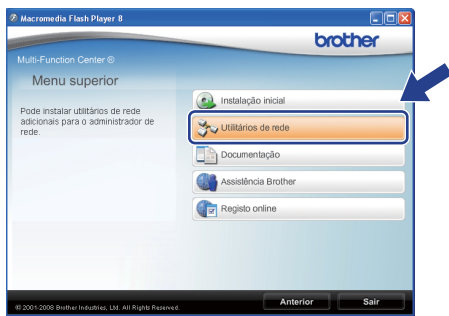 Macromedia Flash Player 8
brother
Multi-Function Center ®
Menu superior
Pode instalar utilitários de rede
adicionais para o administrador de
rede.
Instalação inicial
Utilitários de rede
Documentação
Assistência Brother
Registo online
© 2001-2008 Brother Industries, Ltd. All Rights Reserved.
Anterior
Sair